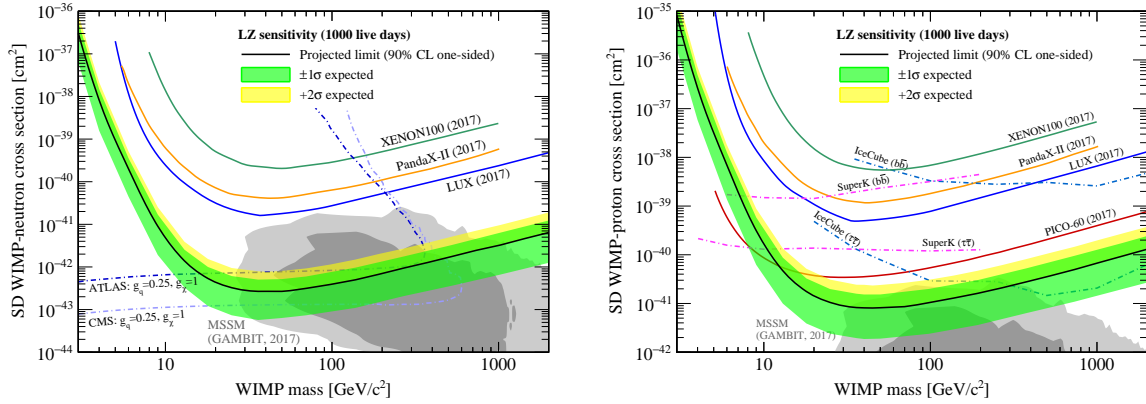 10⁻³⁶
10⁻³⁷
10⁻³⁸
10⁻³⁹
10⁻⁴⁰
10⁻⁴¹
10⁻⁴²
10⁻⁴³
10⁻⁴⁴
SD WIMP-neutron cross section [cm²]
LZ sensitivity (1000 live days)
Projected limit (90% CL one-sided)
±1σ expected
+2σ expected
XENON100 (2017)
PandaX-II (2017)
LUX (2017)
ATLAS: g_q=0.25, g_χ=1
CMS: g_q=0.25, g_χ=1
MSSM
(GAMBIT, 2017)
10
100
1000
WIMP mass [GeV/c²]
10⁻³⁵
10⁻³⁶
10⁻³⁷
10⁻³⁸
10⁻³⁹
10⁻⁴⁰
10⁻⁴¹
10⁻⁴²
SD WIMP-proton cross section [cm²]
LZ sensitivity (1000 live days)
Projected limit (90% CL one-sided)
±1σ expected
+2σ expected
XENON100 (2017)
IceCube (bb̅)
PandaX-II (2017)
LUX (2017)
SuperK (bb̅)
IceCube (ττ̅)
PICO-60 (2017)
SuperK (ττ̅)
MSSM
(GAMBIT, 2017)
10
100
1000
WIMP mass [GeV/c²]